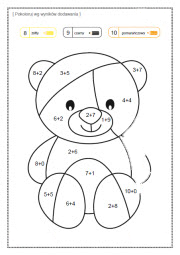 [ Pokoloruj wg wyników dodawania ]
8 żółty 9 czarny 10 pomarańczowy
8+2 3+5 3+7
4+4
6+2 2+7 1+9
2+6
8+0
7+1
5+5 10+0
6+4 2+8